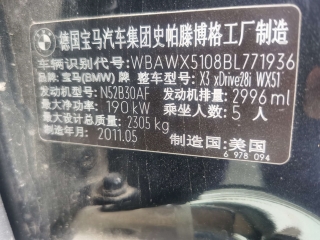 德国宝马汽车集团史帕滕博格工厂制造
车辆识别代号: WBAWX5108BL771936
品牌: 宝马(BMW) 牌 型号: X3 xDrive28i WX51
发动机型号: N52B30AF 发动机排量: 2996 ml
最大净功率: 190 kW 乘坐人数: 5 人
最大设计总质量: 2305 kg
制造年月: 2011.05 制造国: 美国
6 978 094